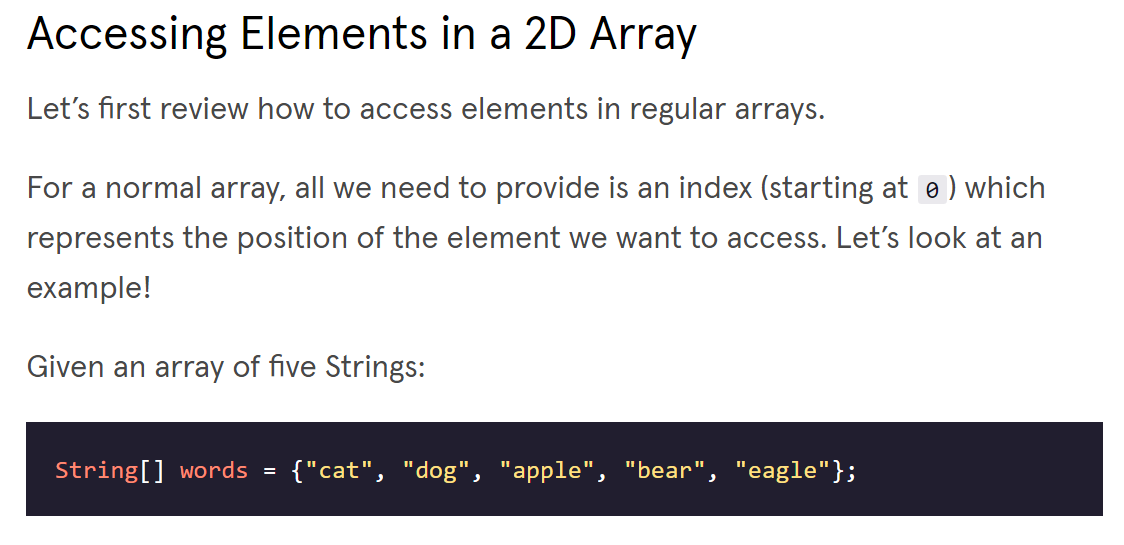 Accessing Elements in a 2D Array
Let’s first review how to access elements in regular arrays.
For a normal array, all we need to provide is an index (starting at 0) which
represents the position of the element we want to access. Let’s look at an
example!
Given an array of five Strings:
String[] words = {"cat", "dog", "apple", "bear", "eagle"};